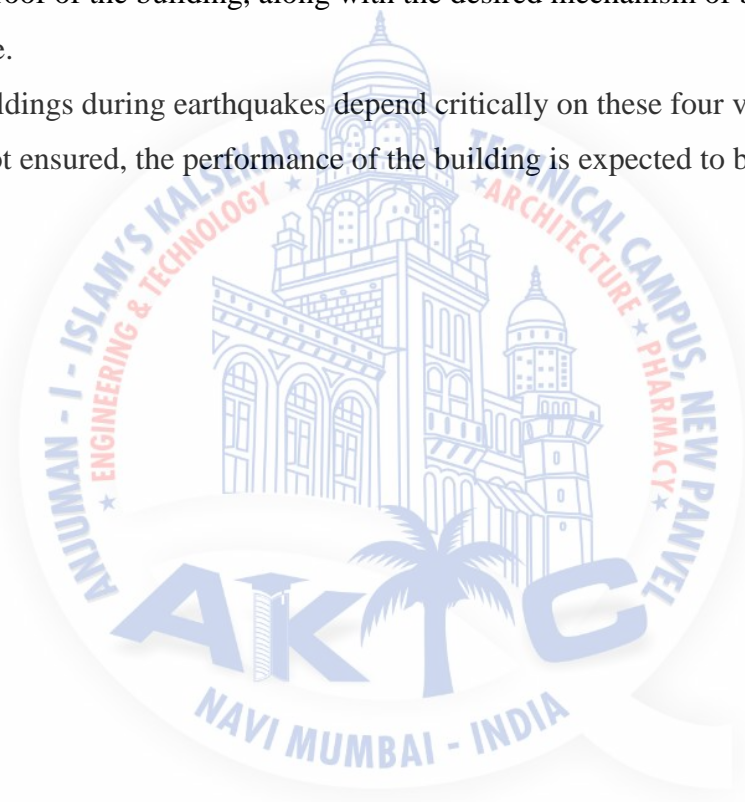 roof of the building, along with the desired mechanism of
e.
ldings during earthquakes depend critically on these four v
ot ensured, the performance of the building is expected to b
ANJUMAN - I - ISLAM'S KALSEKAR TECHNICAL CAMPUS, NEW PANVEL
★ ENGINEERING & TECHNOLOGY ★ ★ ARCHITECTURE ★ PHARMACY ★
AKTC
NAVI MUMBAI - INDIA